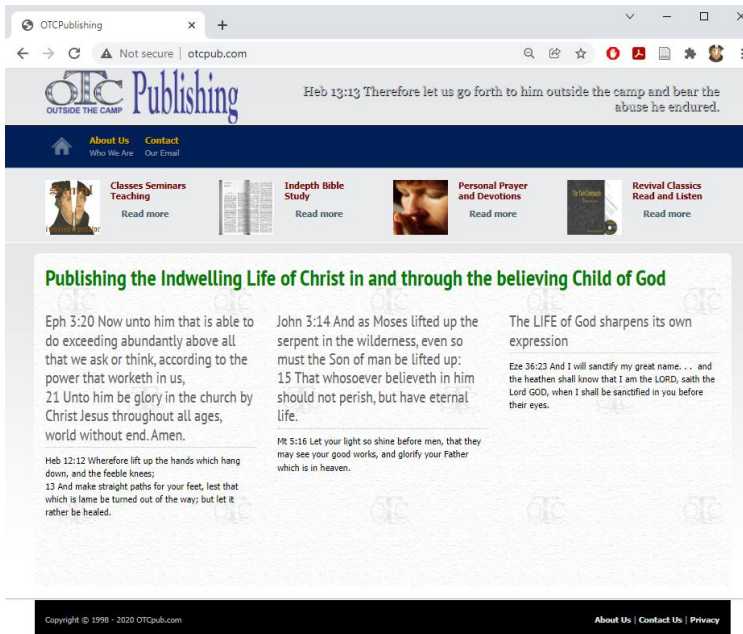 OTCPublishing
Not secure | otcpub.com
OTC Publishing
OUTSIDE THE CAMP
Heb 13:13 Therefore let us go forth to him outside the camp and bear the
abuse he endured.
About Us Contact
Who We Are Our Email
Classes Seminars
Teaching
Read more
Indepth Bible
Study
Read more
Personal Prayer
and Devotions
Read more
Revival Classics
Read and Listen
Read more
Publishing the Indwelling Life of Christ in and through the believing Child of God
Eph 3:20 Now unto him that is able to
do exceeding abundantly above all
that we ask or think, according to the
power that worketh in us,
21 Unto him be glory in the church by
Christ Jesus throughout all ages,
world without end. Amen.
Heb 12:12 Wherefore lift up the hands which hang
down, and the feeble knees;
13 And make straight paths for your feet, lest that
which is lame be turned out of the way; but let it
rather be healed.
John 3:14 And as Moses lifted up the
serpent in the wilderness, even so
must the Son of man be lifted up:
15 That whosoever believeth in him
should not perish, but have eternal
life.
Mt 5:16 Let your light so shine before men, that they
may see your good works, and glorify your Father
which is in heaven.
The LIFE of God sharpens its own
expression
Eze 36:23 And I will sanctify my great name. . . and
the heathen shall know that I am the LORD, saith the
Lord GOD, when I shall be sanctified in you before
their eyes.
Copyright © 1998 - 2020 OTCpub.com
About Us | Contact Us | Privacy